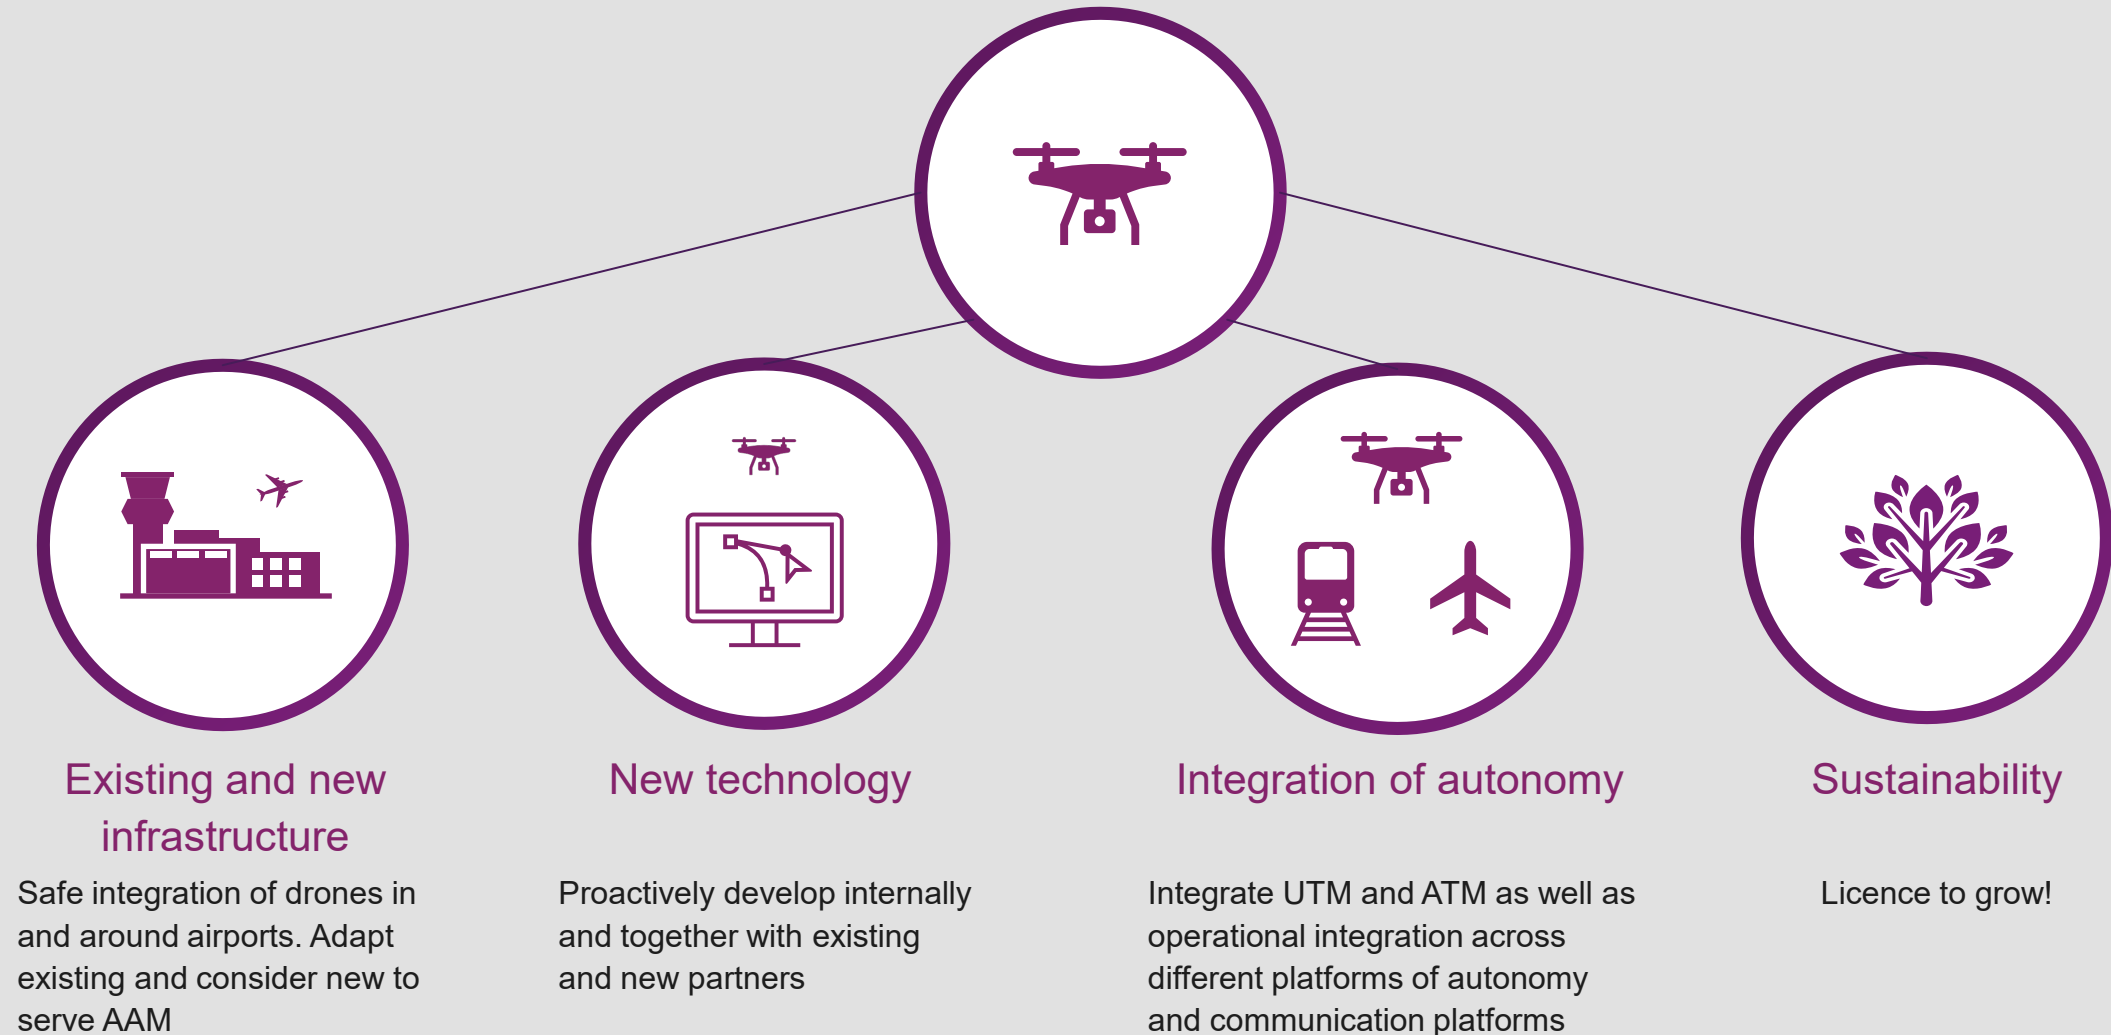 Existing and new
infrastructure
Safe integration of drones in
and around airports. Adapt
existing and consider new to
serve AAM
New technology
Proactively develop internally
and together with existing
and new partners
Integration of autonomy
Integrate UTM and ATM as well as
operational integration across
different platforms of autonomy
and communication platforms
Sustainability
Licence to grow!